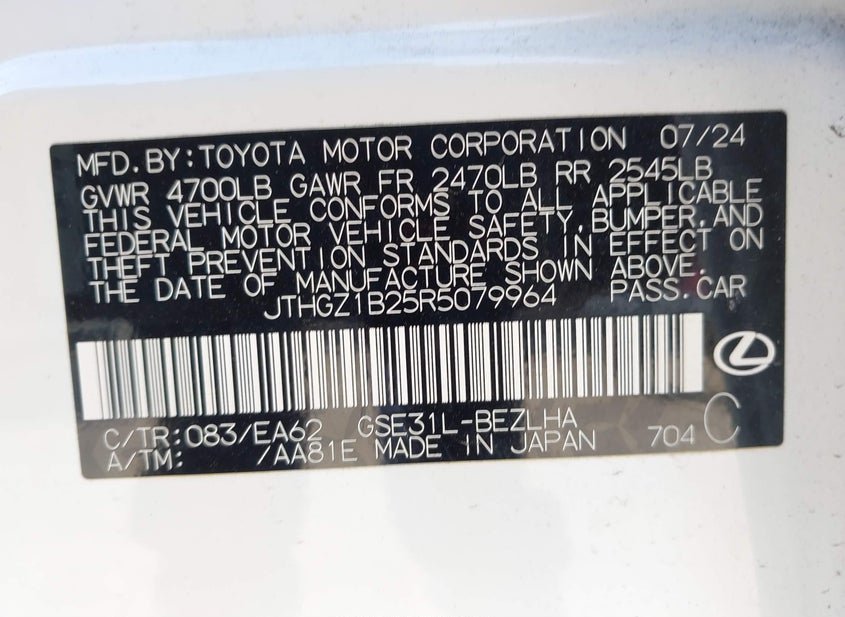 MFD.BY:TOYOTA MOTOR CORPORATION 07/24
GVWR 4700LB GAWR FR 2470LB RR 2545LB
THIS VEHICLE CONFORMS TO ALL APPLICABLE
FEDERAL MOTOR VEHICLE SAFETY,BUMPER,AND
THEFT PREVENTION STANDARDS IN EFFECT ON
THE DATE OF MANUFACTURE SHOWN ABOVE.
JTHGZ1B25R5079964 PASS.CAR
C/TR:083/EA62 GSE31L-BEZLHA
A/TM: /AA81E MADE IN JAPAN 704 C